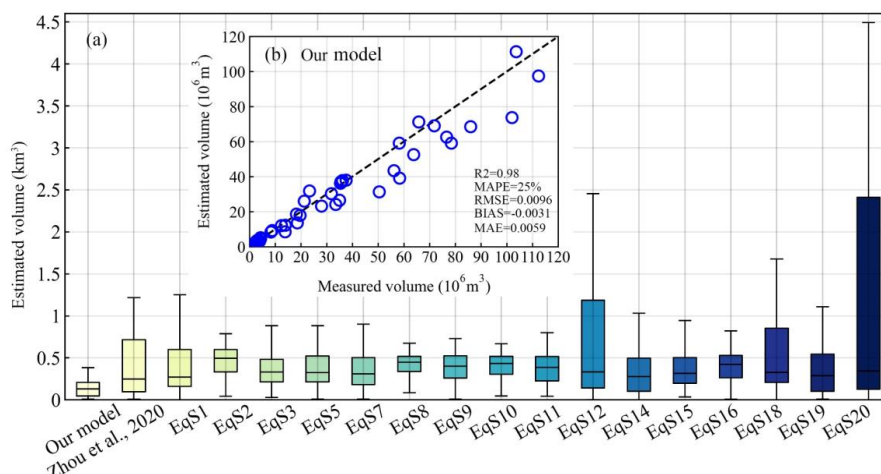 (a)
Estimated volume (km³)
4.5
4
3.5
3
2.5
2
1.5
1
0.5
0
(b) Our model
Estimated volume (10⁶m³)
120
100
80
60
40
20
0
R2=0.98
MAPE=25%
RMSE=0.0096
BIAS=-0.0031
MAE=0.0059
0 10 20 30 40 50 60 70 80 90 100 110 120
Measured volume (10⁶m³)
Our model
Zhou et al., 2020
EqS1
EqS2
EqS3
EqS5
EqS7
EqS8
EqS9
EqS10
EqS11
EqS12
EqS14
EqS15
EqS16
EqS18
EqS19
EqS20